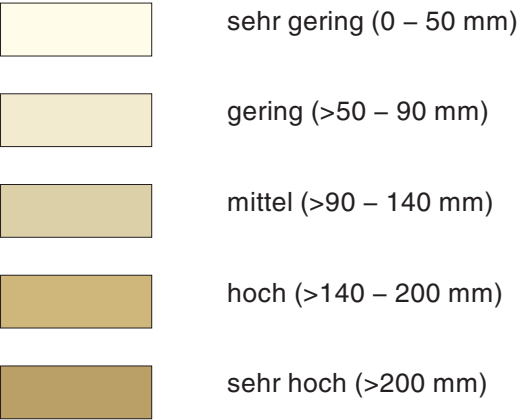 sehr gering (0 – 50 mm)
gering (>50 – 90 mm)
mittel (>90 – 140 mm)
hoch (>140 – 200 mm)
sehr hoch (>200 mm)